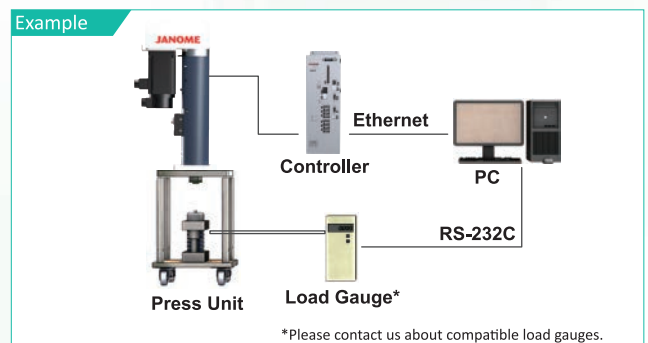 Example
JANOME
Ethernet
Controller
PC
RS-232C
Press Unit
Load Gauge*
*Please contact us about compatible load gauges.